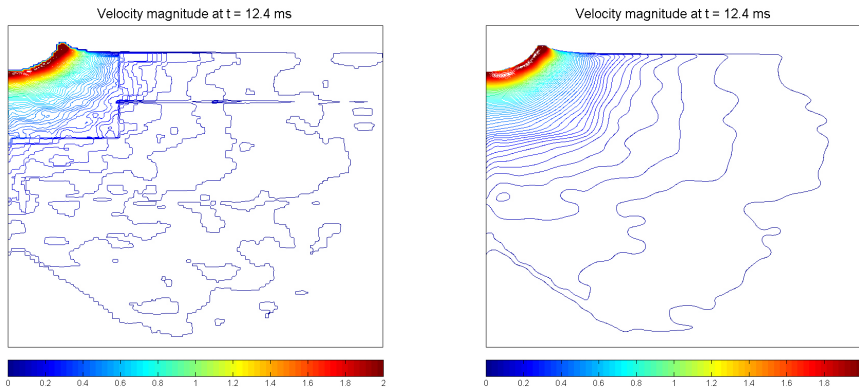 Velocity magnitude at t = 12.4 ms
0 0.2 0.4 0.6 0.8 1 1.2 1.4 1.6 1.8 2
Velocity magnitude at t = 12.4 ms
0 0.2 0.4 0.6 0.8 1 1.2 1.4 1.6 1.8